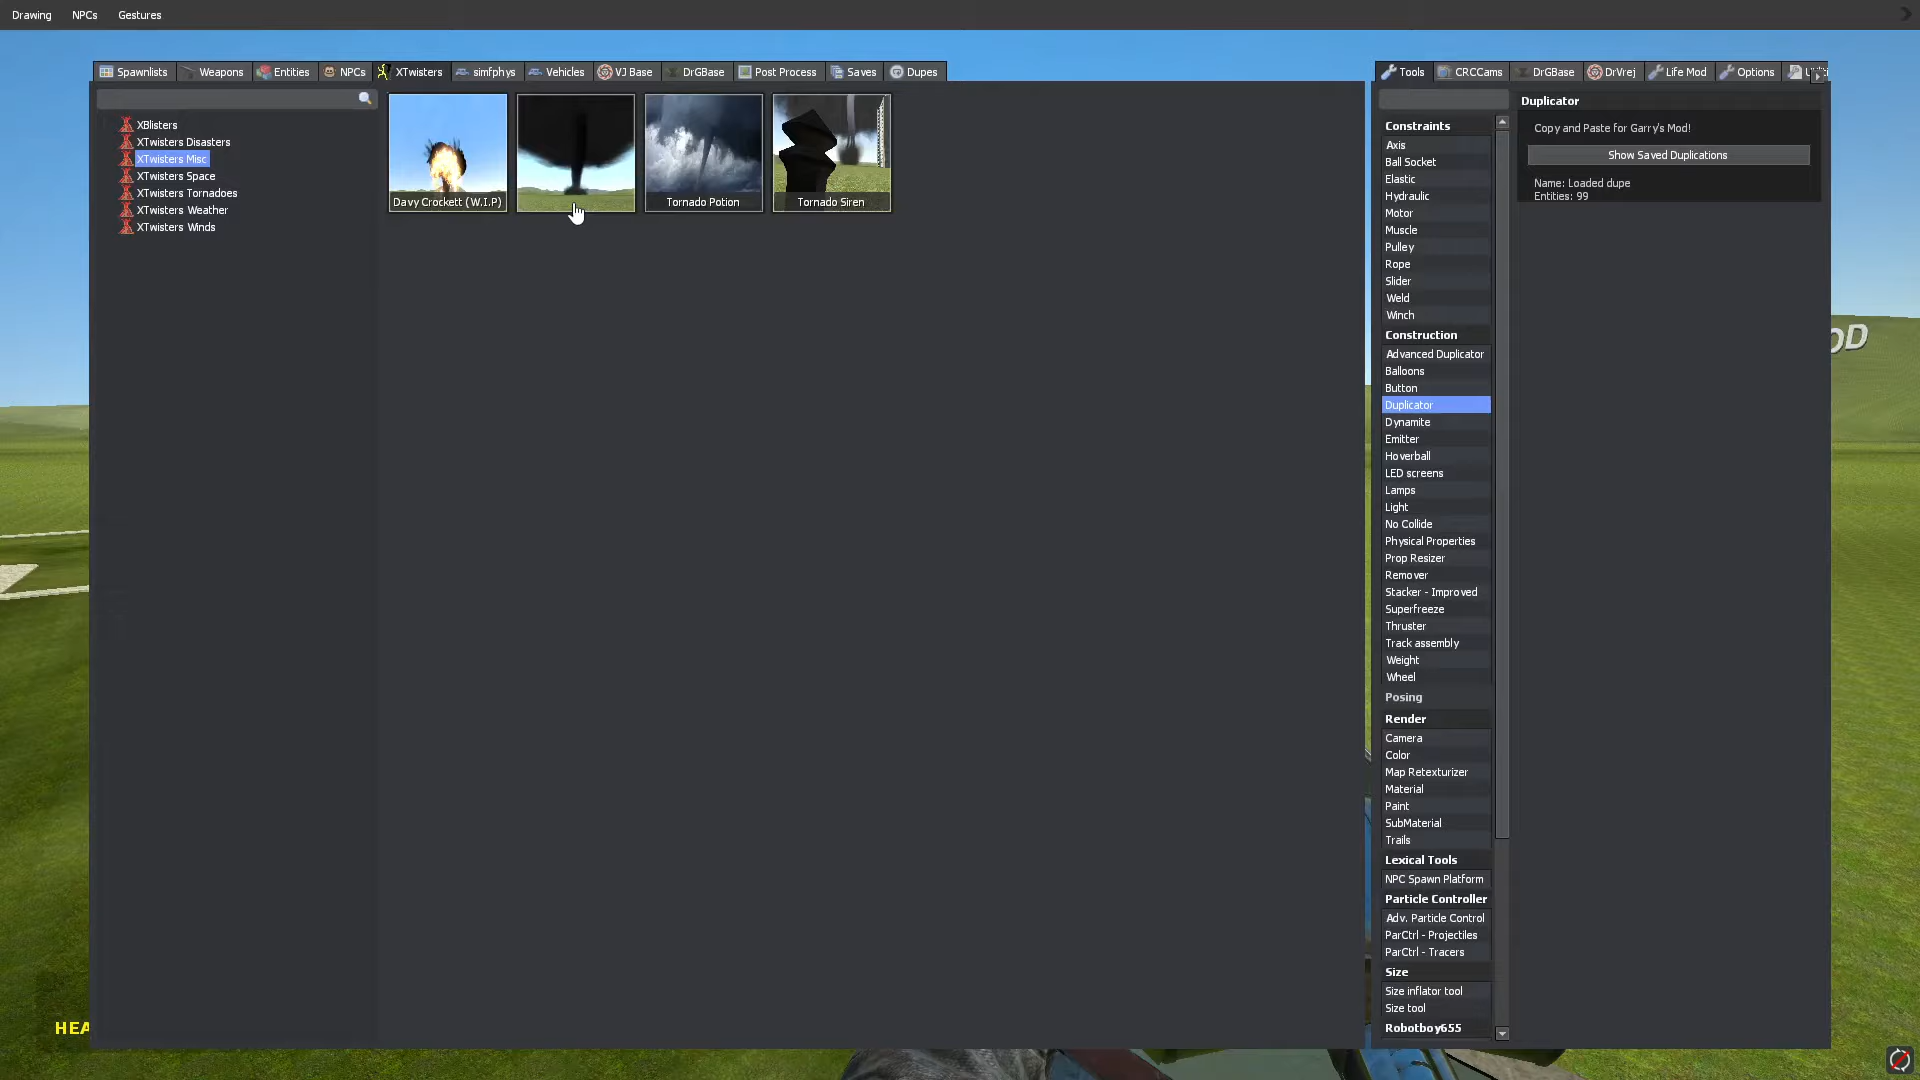 Drawing NPCs Gestures
Spawnlists Weapons Entities NPCs XTwisters simfphys Vehicles VJ Base DrGBase Post Process Saves Dupes
XBlisters
XTwisters Disasters
XTwisters Misc
XTwisters Space
XTwisters Tornadoes
XTwisters Weather
XTwisters Winds
Davy Crockett (W.I.P)
Tornado Potion
Tornado Siren
Tools CRCCams DrGBase DrVrej Life Mod Options
Constraints
Axis
Ball Socket
Elastic
Hydraulic
Motor
Muscle
Pulley
Rope
Slider
Weld
Winch
Construction
Advanced Duplicator
Balloons
Button
Duplicator
Dynamite
Emitter
Hoverball
LED screens
Lamps
Light
No Collide
Physical Properties
Prop Resizer
Remover
Stacker - Improved
Superfreeze
Thruster
Track assembly
Weight
Wheel
Posing
Render
Camera
Color
Map Retexturizer
Material
Paint
SubMaterial
Trails
Lexical Tools
NPC Spawn Platform
Particle Controller
Adv. Particle Control
ParCtrl - Projectiles
ParCtrl - Tracers
Size
Size inflator tool
Size tool
Robotboy655
Duplicator
Copy and Paste for Garry's Mod!
Show Saved Duplications
Name: Loaded dupe
Entities: 99
OD
HEA